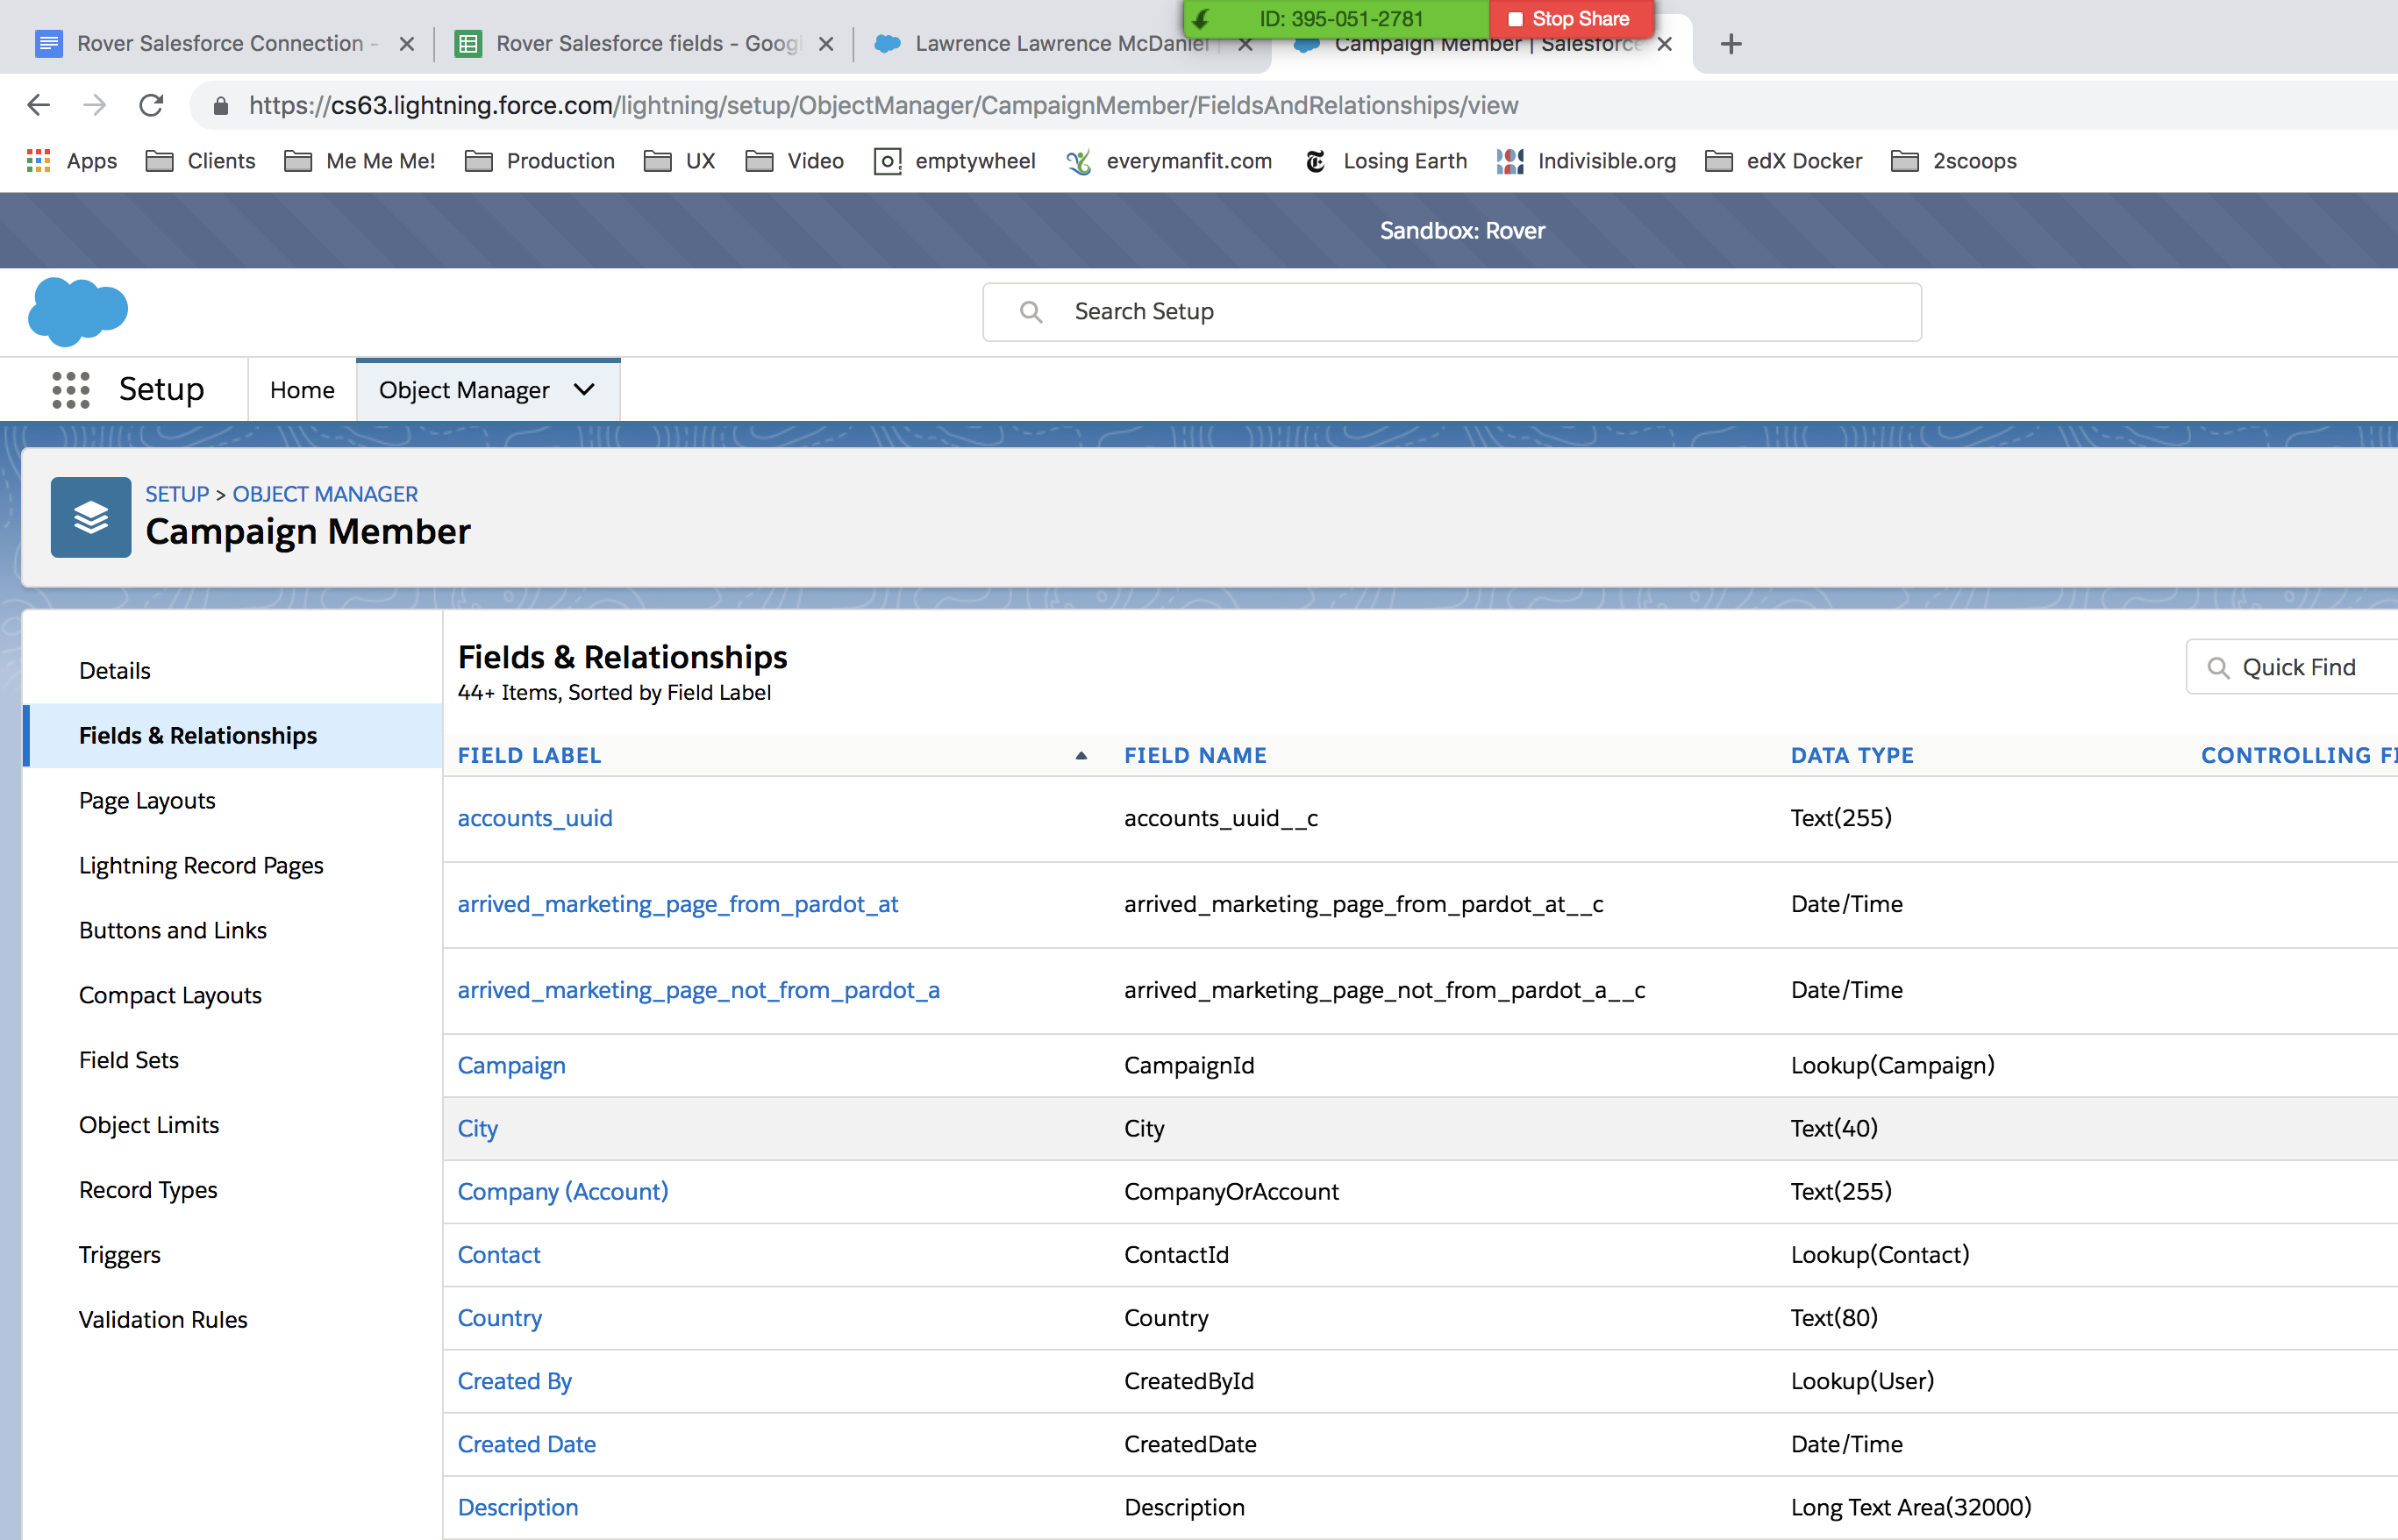 ID: 395-051-2781 Stop Share
Rover Salesforce Connection - Rover Salesforce fields - Goog Lawrence Lawrence McDaniel Campaign Member | Salesforce
https://cs63.lightning.force.com/lightning/setup/ObjectManager/CampaignMember/FieldsAndRelationships/view
Apps Clients Me Me Me! Production UX Video emptywheel everymanfit.com Losing Earth Indivisible.org edX Docker 2scoops
Sandbox: Rover
Search Setup
Setup Home Object Manager
SETUP > OBJECT MANAGER
Campaign Member
Details
Fields & Relationships
Page Layouts
Lightning Record Pages
Buttons and Links
Compact Layouts
Field Sets
Object Limits
Record Types
Triggers
Validation Rules
Fields & Relationships
44+ Items, Sorted by Field Label
Quick Find
FIELD LABEL FIELD NAME DATA TYPE CONTROLLING FI
accounts_uuid accounts_uuid__c Text(255)
arrived_marketing_page_from_pardot_at arrived_marketing_page_from_pardot_at__c Date/Time
arrived_marketing_page_not_from_pardot_a arrived_marketing_page_not_from_pardot_a__c Date/Time
Campaign CampaignId Lookup(Campaign)
City City Text(40)
Company (Account) CompanyOrAccount Text(255)
Contact ContactId Lookup(Contact)
Country Country Text(80)
Created By CreatedById Lookup(User)
Created Date CreatedDate Date/Time
Description Description Long Text Area(32000)